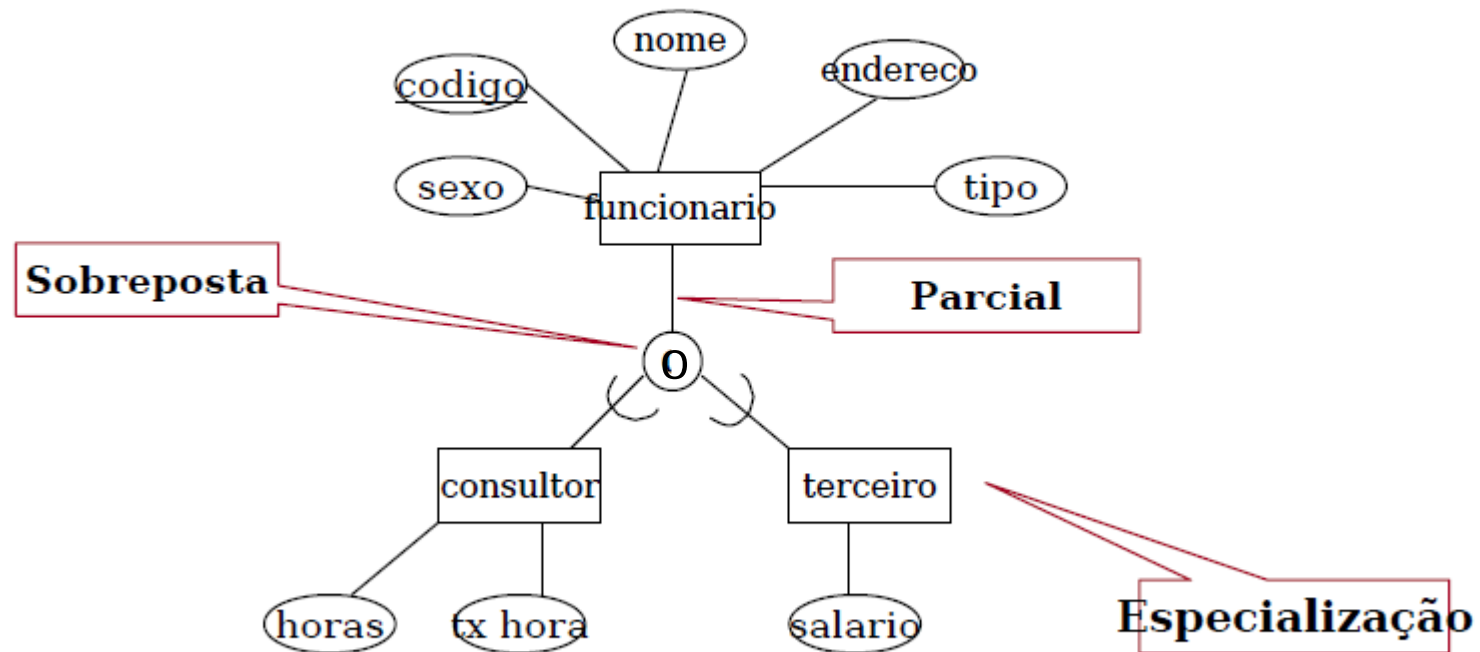 nome
endereco
codigo
sexo
tipo
funcionario
Sobreposta
Parcial
O
consultor
terceiro
horas
tx hora
salario
Especialização